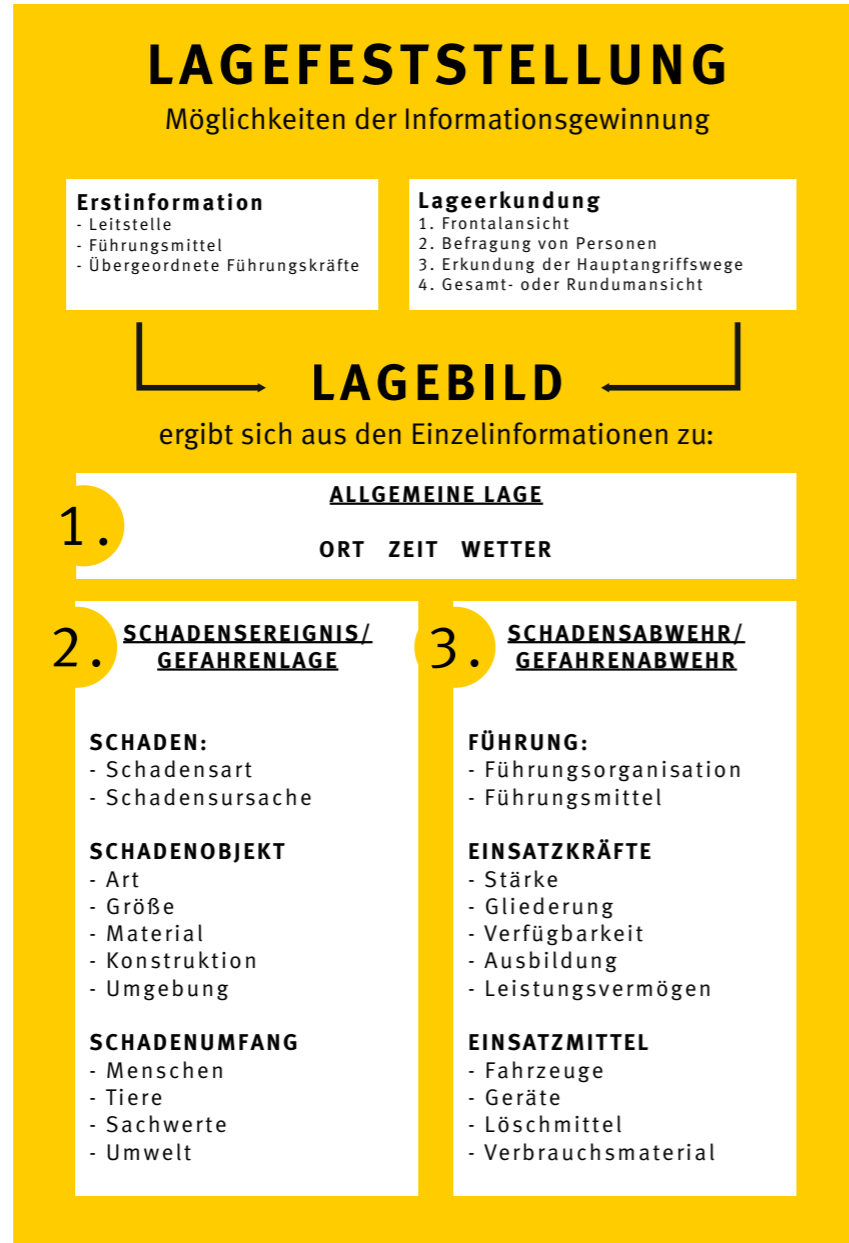 LAGEFESTSTELLUNG
Möglichkeiten der Informationsgewinnung
Erstinformation
- Leitstelle
- Führungsmittel
- Übergeordnete Führungskräfte
Lageerkundung
1. Frontalansicht
2. Befragung von Personen
3. Erkundung der Hauptangriffswege
4. Gesamt- oder Rundumansicht
LAGEBILD
ergibt sich aus den Einzelinformationen zu:
1.
ALLGEMEINE LAGE
ORT ZEIT WETTER
2.
SCHADENSEREIGNIS/
GEFAHRENLAGE
SCHADEN:
- Schadensart
- Schadensursache
SCHADENOBJEKT
- Art
- Größe
- Material
- Konstruktion
- Umgebung
SCHADENUMFANG
- Menschen
- Tiere
- Sachwerte
- Umwelt
3.
SCHADENSABWEHR/
GEFAHRENABWEHR
FÜHRUNG:
- Führungsorganisation
- Führungsmittel
EINSATZKRÄFTE
- Stärke
- Gliederung
- Verfügbarkeit
- Ausbildung
- Leistungsvermögen
EINSATZMITTEL
- Fahrzeuge
- Geräte
- Löschmittel
- Verbrauchsmaterial